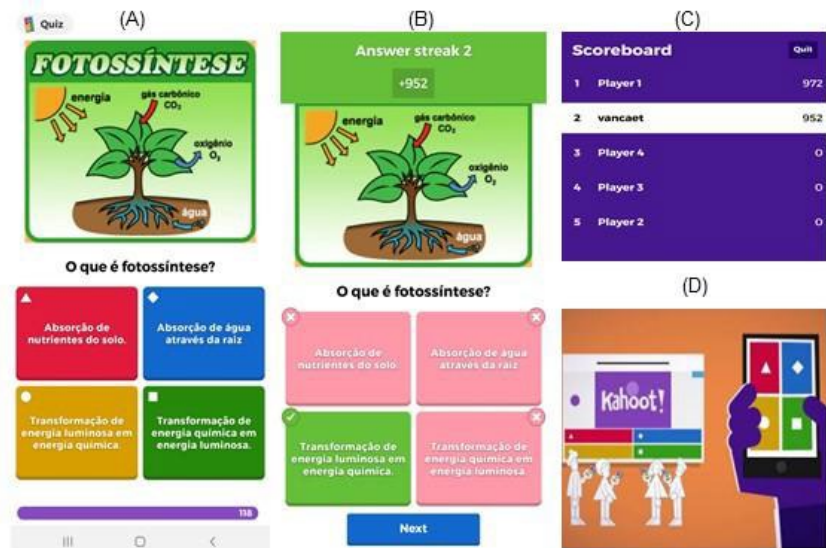 (A)
Quiz
FOTOSSÍNTESE
energia
gás carbônico
CO₂
oxigênio
O₂
água
O que é fotossíntese?
Absorção de
nutrientes do solo.
Absorção de água
através da raiz
Transformação de
energia luminosa em
energia química.
Transformação de
energia química em
energia luminosa.
118
(B)
Answer streak 2
+952
energia
gás carbônico
CO₂
oxigênio
O₂
água
O que é fotossíntese?
Absorção de
nutrientes do solo.
Absorção de água
através da raiz
Transformação de
energia luminosa em
energia química.
Transformação de
energia química em
energia luminosa.
Next
(C)
Scoreboard
Quit
1 Player 1 972
2 vancaet 952
3 Player 4 0
4 Player 3 0
5 Player 2 0
(D)
Kahoot!